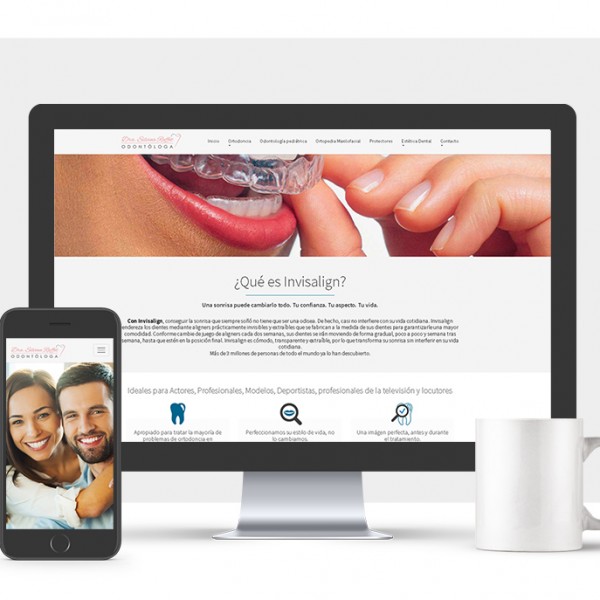 ODONTÓLOGA
Inicio Ortodoncia Odontología pediátrica Ortopedia Maxilofacial Protectores Estética Dental Contacto
¿Qué es Invisalign?
Una sonrisa puede cambiarlo todo. Tu confianza. Tu aspecto. Tu vida.
Con Invisalign, conseguir la sonrisa que siempre soñó no tiene que ser una odisea. De hecho, casi no interfiere con su vida cotidiana. Invisalign
endereza los dientes mediante aligners prácticamente invisibles y extraíbles que se fabrican a la medida de sus dientes para garantizarle una mayor
comodidad. Conforme cambie de juego de aligners cada dos semanas, sus dientes se irán moviendo de forma gradual, poco a poco y semana tras
semana, hasta que estén en la posición final. Invisalign es cómodo, transparente y extraíble, por lo que transforma su sonrisa sin interferir en su vida
cotidiana.
Más de 3 millones de personas de todo el mundo ya lo han descubierto.
Ideales para Actores, Profesionales, Modelos, Deportistas, profesionales de la televisión y locutores
Apropiado para tratar la mayoría de
problemas de ortodoncia en
Perfeccionamos su estilo de vida, no
lo cambiamos.
Una imágen perfecta, antes y durante
el tratamiento.
ODONTÓLOGA